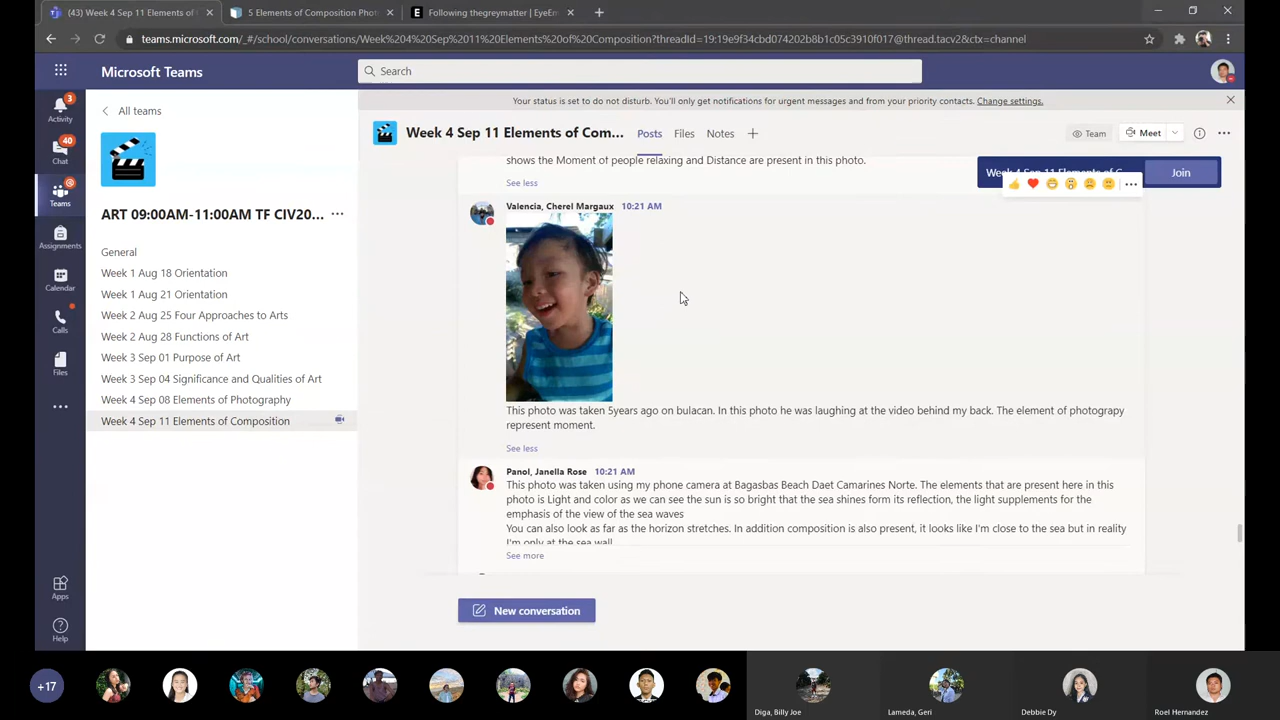 (43) Week 4 Sep 11 Elements of
5 Elements of Composition Phot
Following thegreymatter | EyeEm
teams.microsoft.com/_#/school/conversations/Week%204%20Sep%2011%20Elements%20of%20Composition?threadId=19:19e9f34cbd074202b8b1c05c3910f017@thread.tacv2&ctx=channel
Microsoft Teams
Search
Your status is set to do not disturb. You'll only get notifications for urgent messages and from your priority contacts. Change settings.
3
Activity
40
Chat
Teams
Assignments
Calendar
Calls
Files
Apps
Help
All teams
ART 09:00AM-11:00AM TF CIV20...
General
Week 1 Aug 18 Orientation
Week 1 Aug 21 Orientation
Week 2 Aug 25 Four Approaches to Arts
Week 2 Aug 28 Functions of Art
Week 3 Sep 01 Purpose of Art
Week 3 Sep 04 Significance and Qualities of Art
Week 4 Sep 08 Elements of Photography
Week 4 Sep 11 Elements of Composition
Week 4 Sep 11 Elements of Com...
Posts
Files
Notes
Team
Meet
Week 4 Sep 11 Elements of C
Join
shows the Moment of people relaxing and Distance are present in this photo.
See less
Valencia, Cherel Margaux 10:21 AM
This photo was taken 5years ago on bulacan. In this photo he was laughing at the video behind my back. The element of photograpy
represent moment.
See less
Panol, Janella Rose 10:21 AM
This photo was taken using my phone camera at Bagasbas Beach Daet Camarines Norte. The elements that are present here in this
photo is Light and color as we can see the sun is so bright that the sea shines form its reflection, the light supplements for the
emphasis of the view of the sea waves
You can also look as far as the horizon stretches. In addition composition is also present, it looks like I'm close to the sea but in reality
I'm only at the sea wall
See more
New conversation
+17
Diga, Billy Joe
Lameda, Geri
Debbie Dy
Roel Hernandez